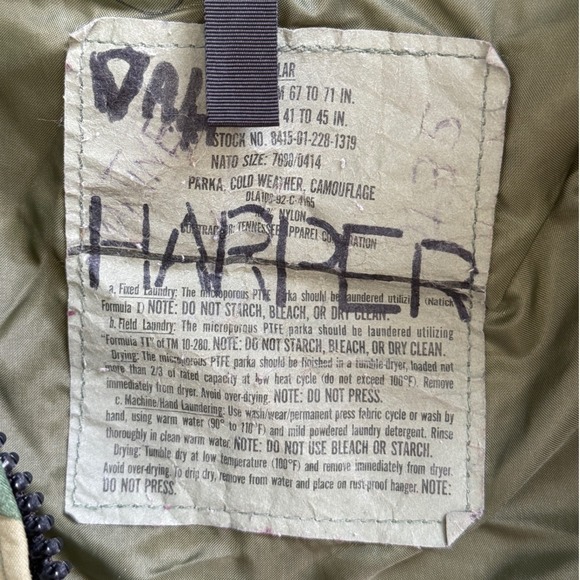 LAR
67 TO 71 IN.
41 TO 45 IN.
STOCK NO. 8415-01-228-1319
NATO SIZE: 7080/0414
PARKA, COLD WEATHER, CAMOUFLAGE
NYLON
TENNESSEE APPAREL CORPORATION
HARPER
a. Fixed Laundry: The microporous PTFE parka should be laundered utilizing
Formula I) NOTE: DO NOT STARCH, BLEACH, OR DRY CLEAN.
b. Field Laundry: The microporous PTFE parka should be laundered utilizing
"Formula II" of TM 10-280. NOTE: DO NOT STARCH, BLEACH, OR DRY CLEAN.
Drying: The microporous PTFE parka should be finished in a tumble-dryer, loaded not
more than 2/3 of rated capacity at low heat cycle (do not exceed 100°F). Remove
immediately from dryer. Avoid over-drying. NOTE: DO NOT PRESS.
c. Machine/Hand Laundering: Use wash/wear/permanent press fabric cycle or wash by
hand, using warm water (90° to 110°F) and mild powdered laundry detergent. Rinse
thoroughly in clean warm water. NOTE: DO NOT USE BLEACH OR STARCH.
Drying: Tumble dry at low temperature (100°F) and remove immediately from dryer.
Avoid over-drying. To drip dry, remove from water and place on rust-proof hanger. NOTE:
DO NOT PRESS.